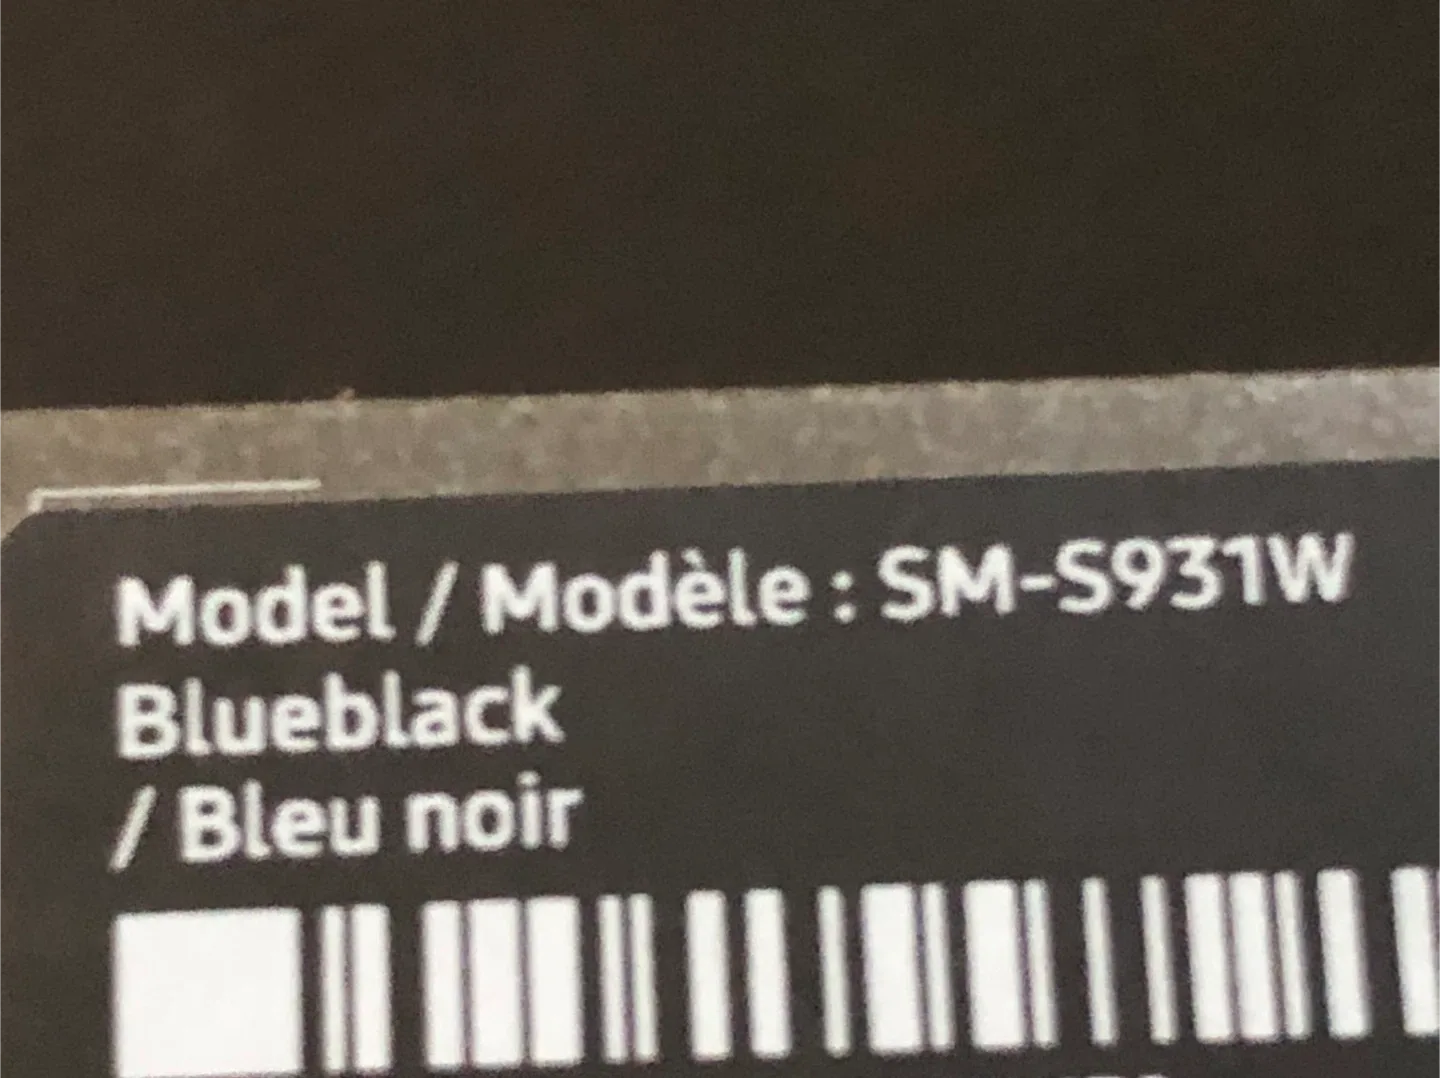 Model / Modèle : SM-S931W
Blueblack
/ Bleu noir